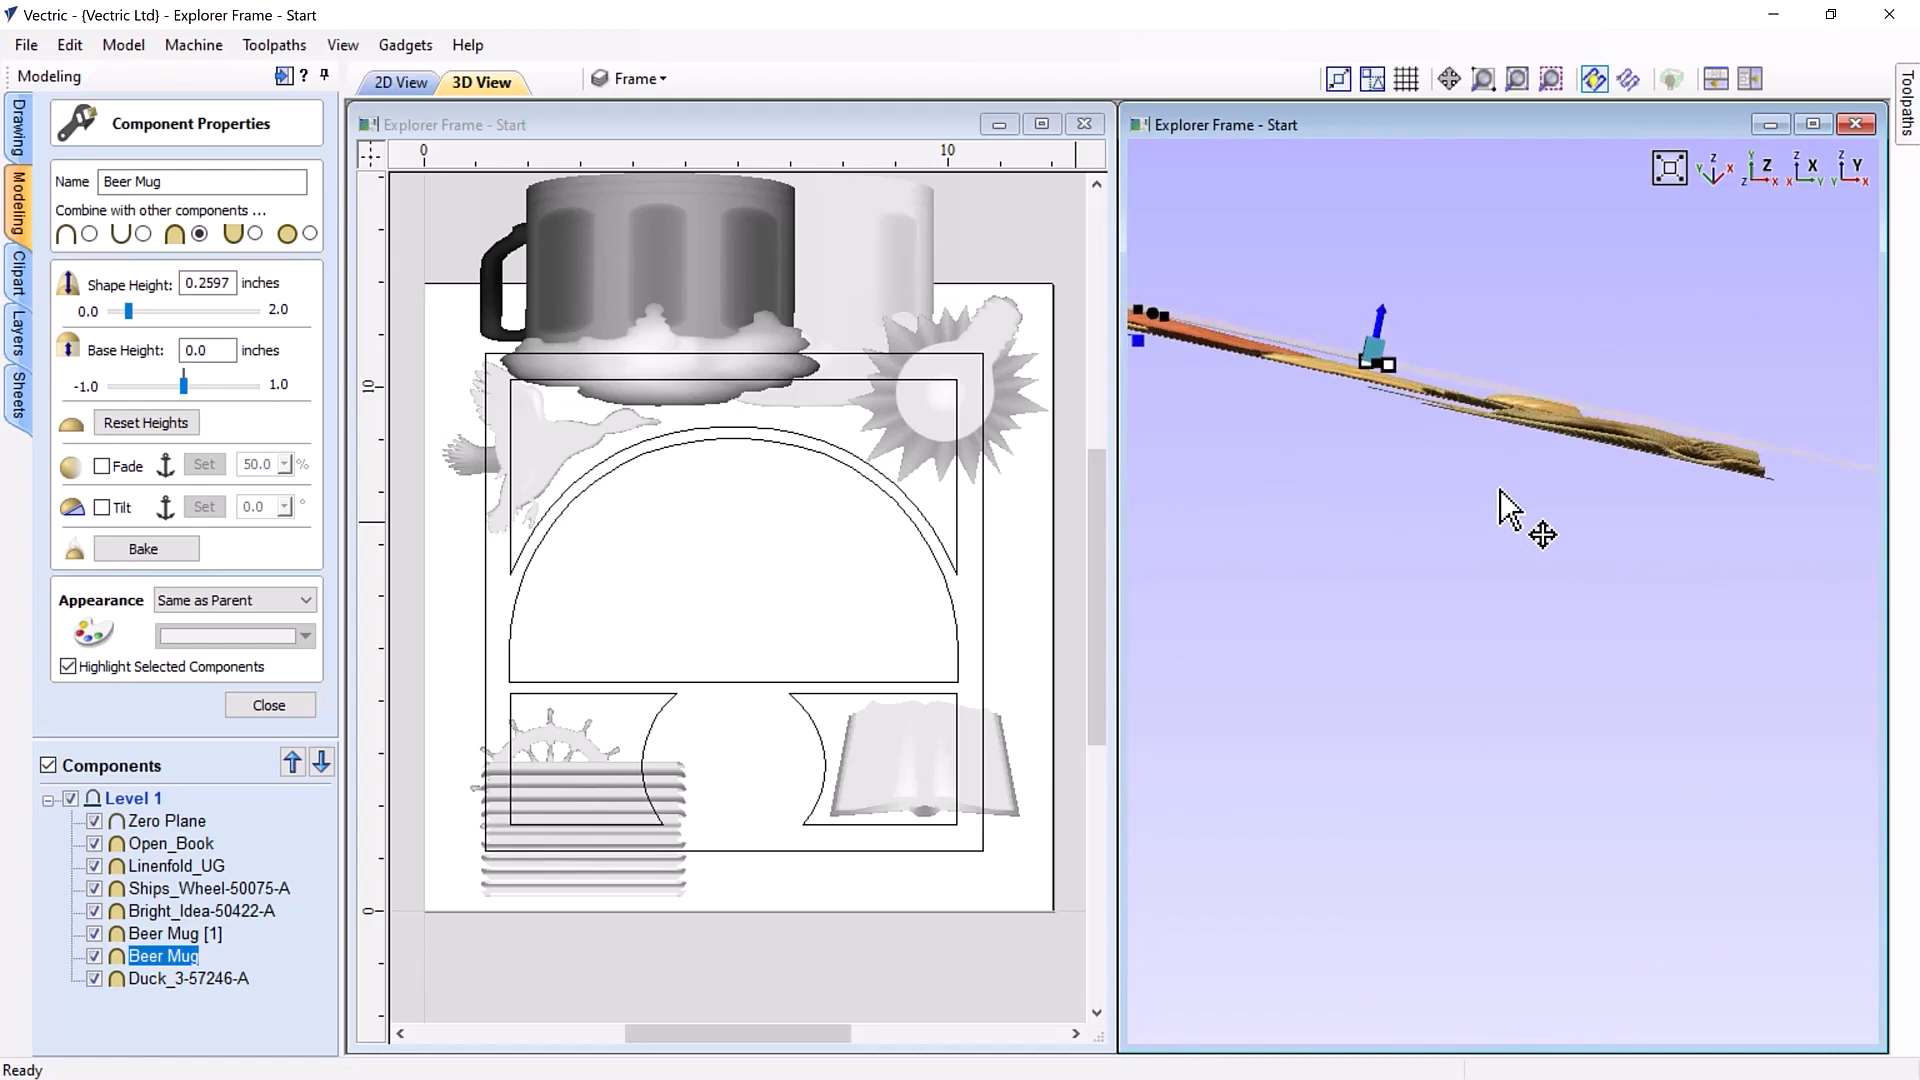 Vectric - {Vectric Ltd} - Explorer Frame - Start
File Edit Model Machine Toolpaths View Gadgets Help
Modeling ?
2D View 3D View Frame
Toolpaths
Drawing
Modeling
Clipart
Layers
Sheets
Component Properties
Name Beer Mug
Combine with other components ...
Shape Height: 0.2597 inches
0.0 2.0
Base Height: 0.0 inches
-1.0 1.0
Reset Heights
Fade Set 50.0 %
Tilt Set 0.0 °
Bake
Appearance Same as Parent
Highlight Selected Components
Close
Components
Level 1
Zero Plane
Open_Book
Linenfold_UG
Ships_Wheel-50075-A
Bright_Idea-50422-A
Beer Mug [1]
Beer Mug
Duck_3-57246-A
Explorer Frame - Start
0 10
10
0
Explorer Frame - Start
Z Y X
Y Z Z X
Z X X Y
Z Y Y X
Ready